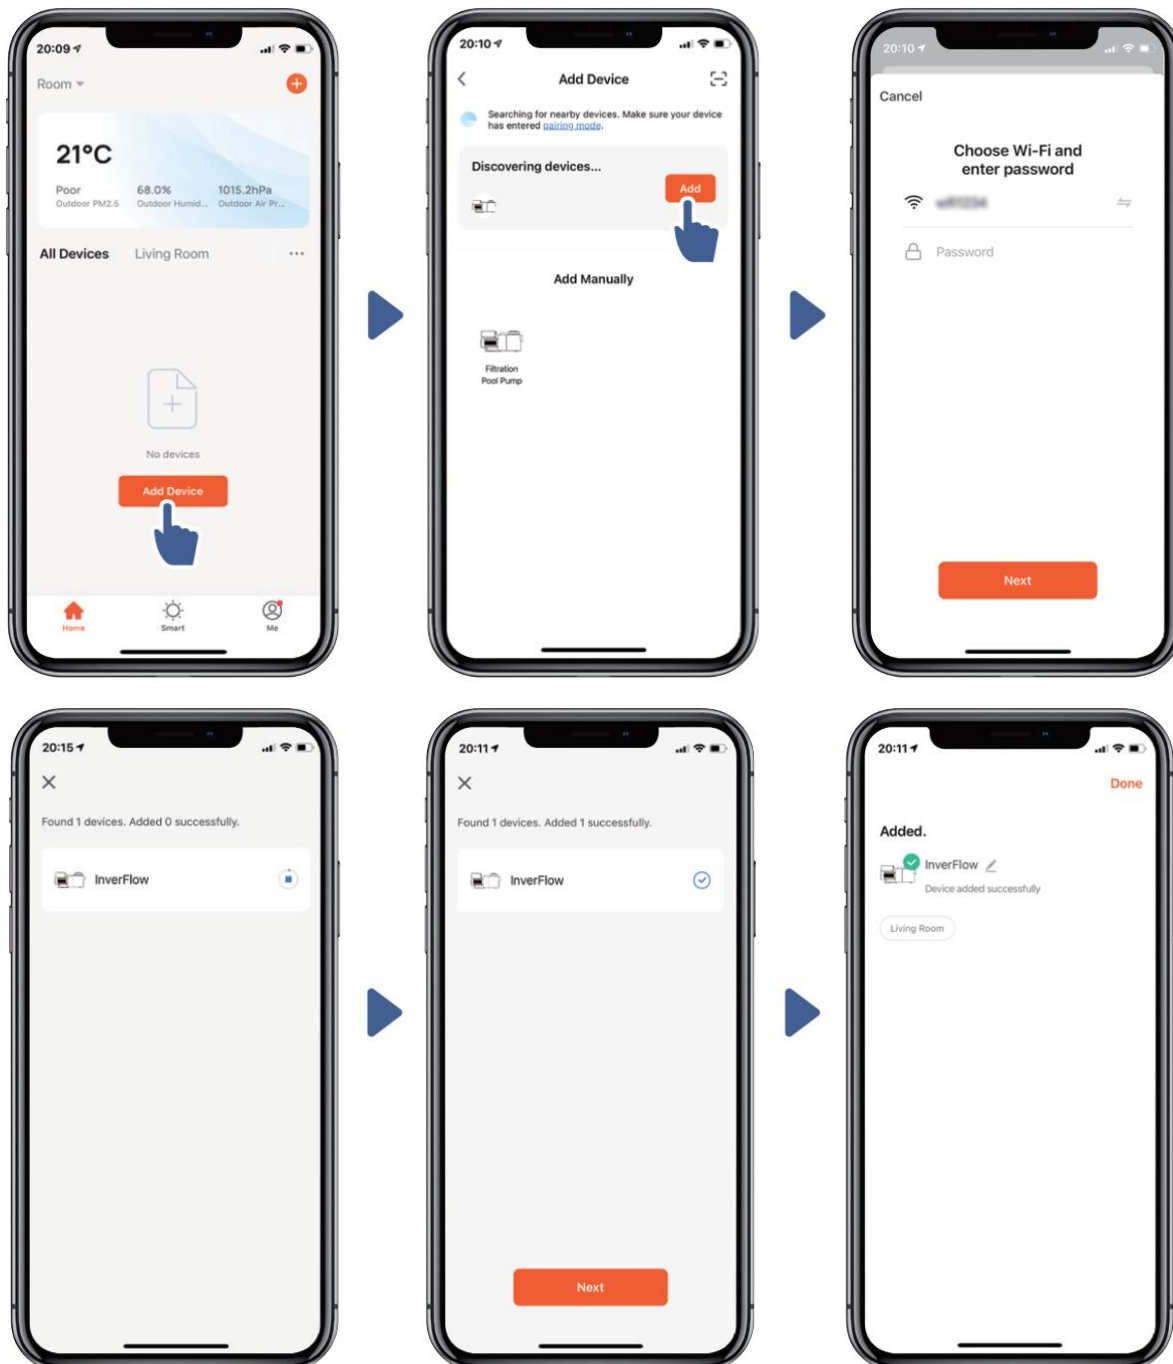 20:09
Room
21°C
Poor 68.0% 1015.2hPa
Outdoor PM2.5 Outdoor Humid... Outdoor Air Pr...
All Devices Living Room ...
No devices
Add Device
Home Smart Me
20:10
Add Device
Searching for nearby devices. Make sure your device
has entered pairing mode.
Discovering devices...
Add
Add Manually
Filtration
Pool Pump
20:10
Cancel
Choose Wi-Fi and
enter password
Password
Next
20:15
Found 1 devices. Added 0 successfully.
InverFlow
20:11
Found 1 devices. Added 1 successfully.
InverFlow
Next
20:11
Done
Added.
InverFlow
Device added successfully
Living Room